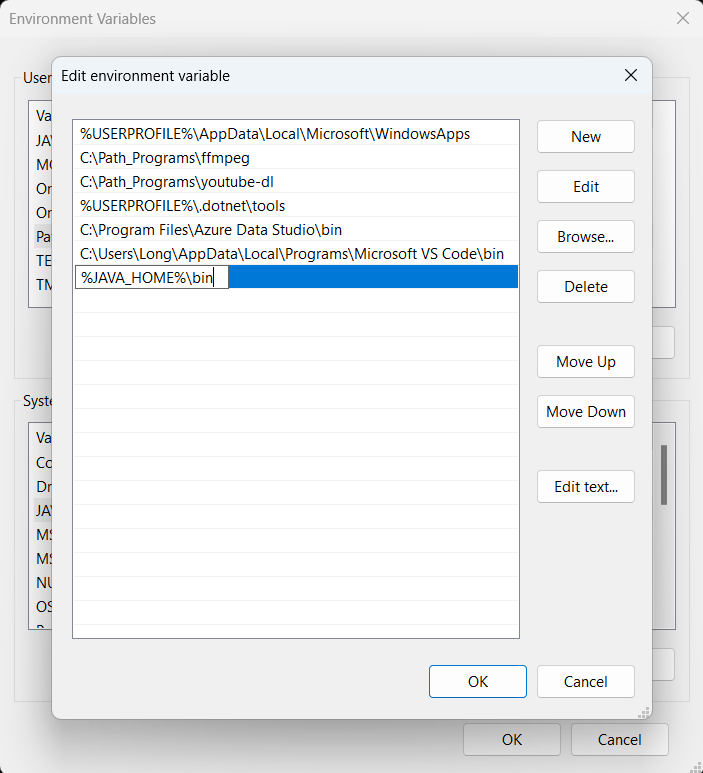 Environment Variables
User
Edit environment variable
Va
JA
MO
Or
Or
Pa
TE
TM
%USERPROFILE%\AppData\Local\Microsoft\WindowsApps
C:\Path_Programs\ffmpeg
C:\Path_Programs\youtube-dl
%USERPROFILE%\.dotnet\tools
C:\Program Files\Azure Data Studio\bin
C:\Users\Long\AppData\Local\Programs\Microsoft VS Code\bin
%JAVA_HOME%\bin
New
Edit
Browse...
Delete
Move Up
Move Down
Edit text...
Syste
Va
Co
Dr
JAV
MS
MS
NU
OS
OK
Cancel
OK
Cancel